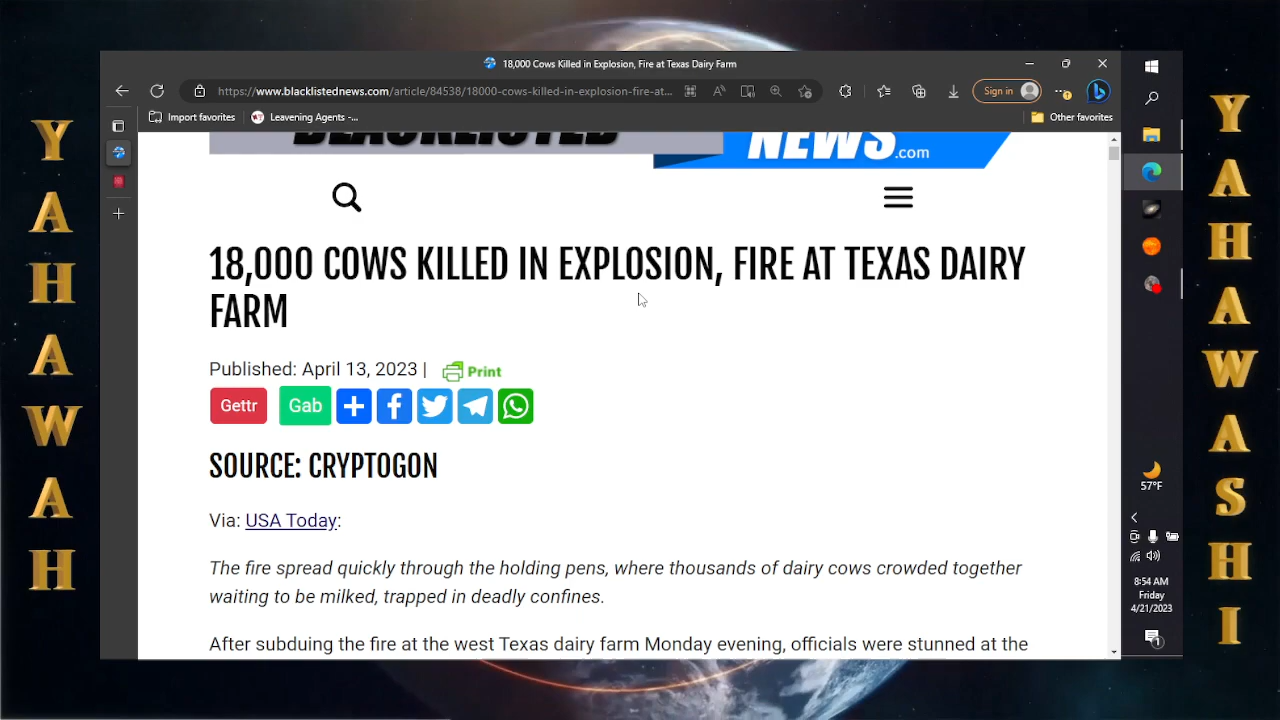 YAHAWAH
18,000 Cows Killed in Explosion, Fire at Texas Dairy Farm
https://www.blacklistednews.com/article/84538/18000-cows-killed-in-explosion-fire-at...
Sign in
Import favorites
Leavening Agents -...
Other favorites
BLACKLISTED
NEWS.com
18,000 COWS KILLED IN EXPLOSION, FIRE AT TEXAS DAIRY
FARM
Published: April 13, 2023 | Print
Gettr Gab
SOURCE: CRYPTOGON
Via: USA Today:
The fire spread quickly through the holding pens, where thousands of dairy cows crowded together
waiting to be milked, trapped in deadly confines.
After subduing the fire at the west Texas dairy farm Monday evening, officials were stunned at the
57°F
8:54 AM
Friday
4/21/2023
1
YAHAWASHI